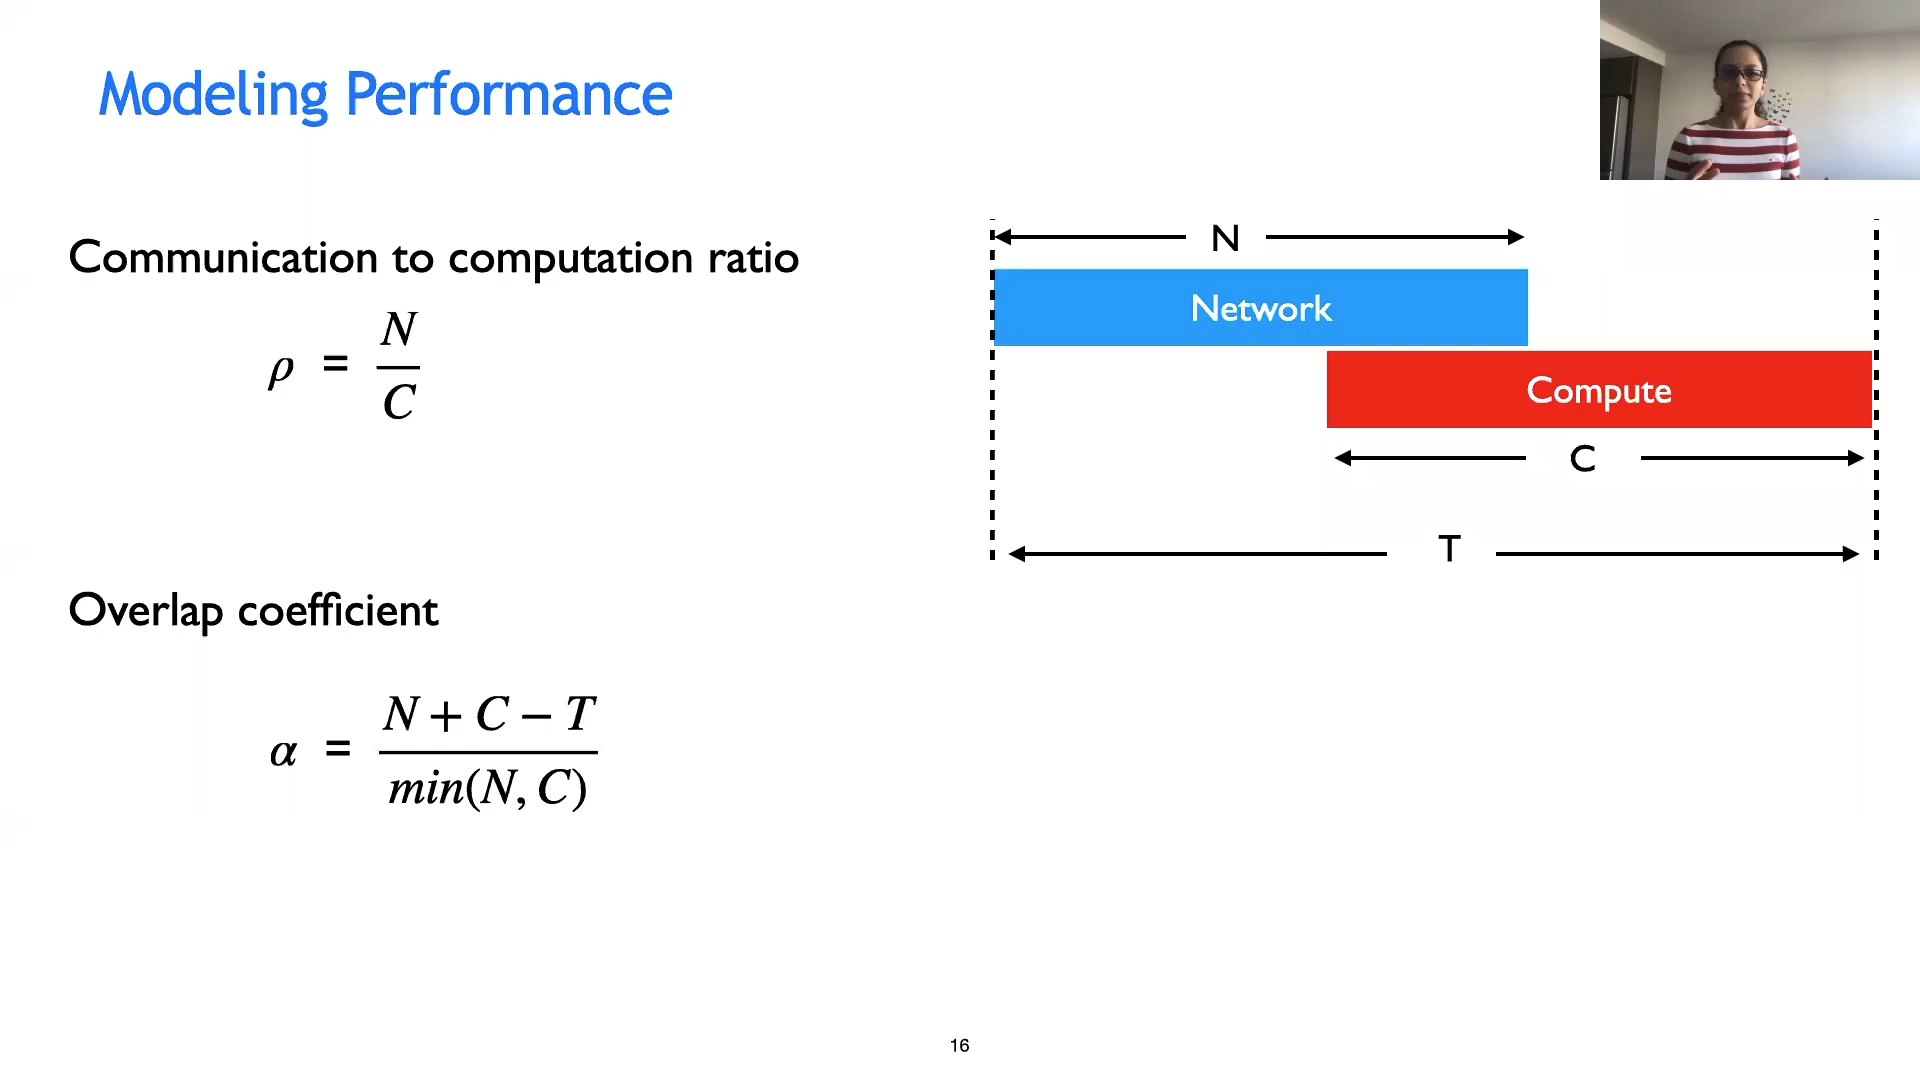 Modeling Performance
Communication to computation ratio
ρ = N / C
Overlap coefficient
α = N + C − T / min(N, C)
N
Network
Compute
C
T
16